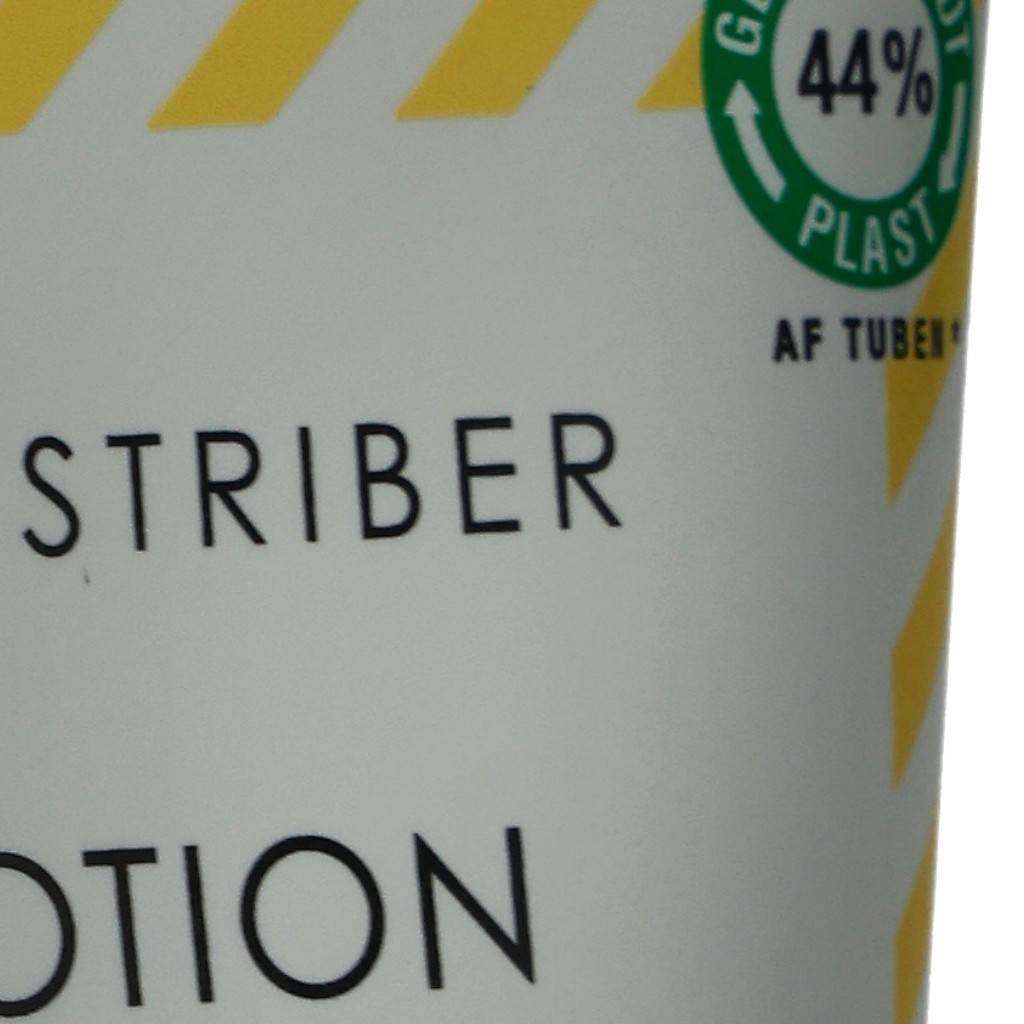 44%
PLAST
AF TUBEN*
STRIBER
OTION